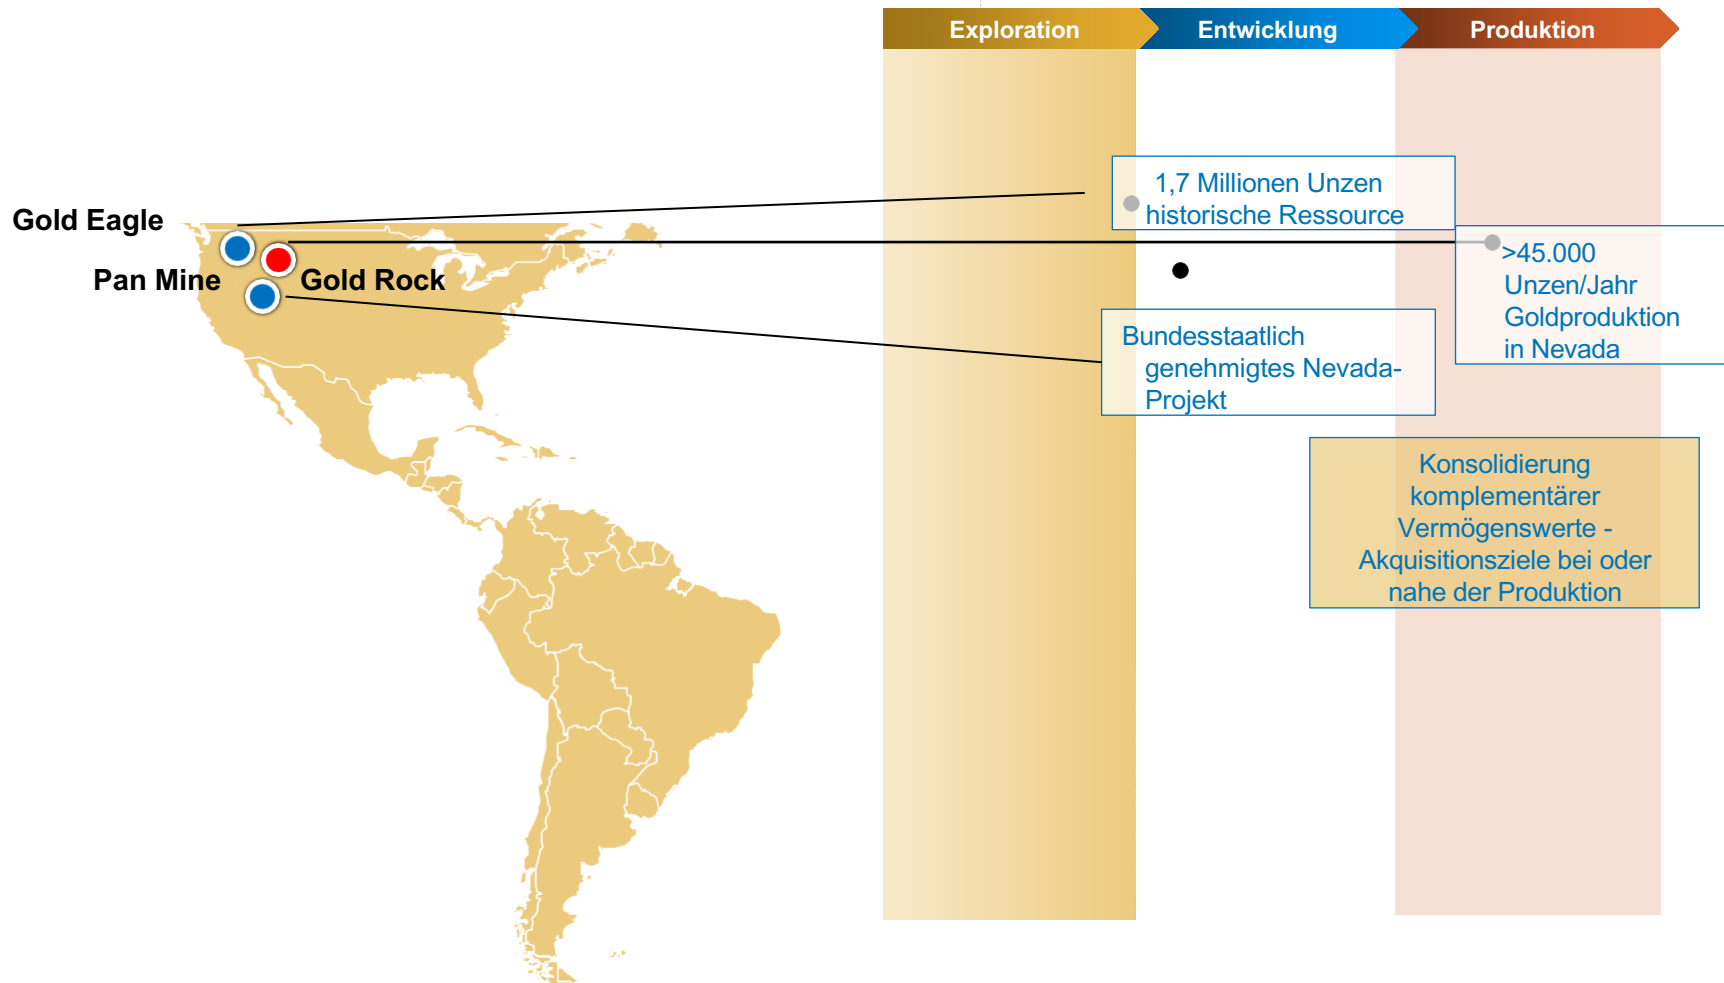 Exploration
Entwicklung
Produktion
Gold Eagle
Pan Mine
Gold Rock
1,7 Millionen Unzen
historische Ressource
>45.000
Unzen/Jahr
Goldproduktion
in Nevada
Bundesstaatlich
genehmigtes Nevada-
Projekt
Konsolidierung
komplementärer
Vermögenswerte -
Akquisitionsziele bei oder
nahe der Produktion